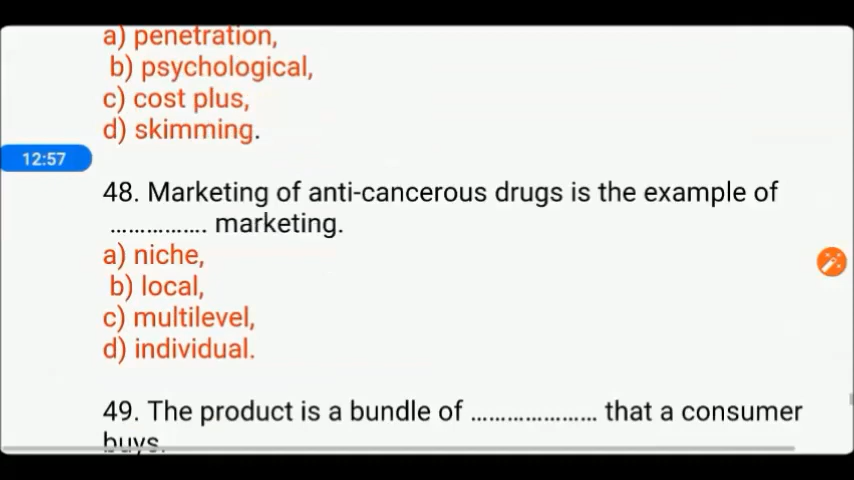 a) penetration,
b) psychological,
c) cost plus,
d) skimming.
12:57
48. Marketing of anti-cancerous drugs is the example of
................ marketing.
a) niche,
b) local,
c) multilevel,
d) individual.
49. The product is a bundle of ..................... that a consumer
buys.